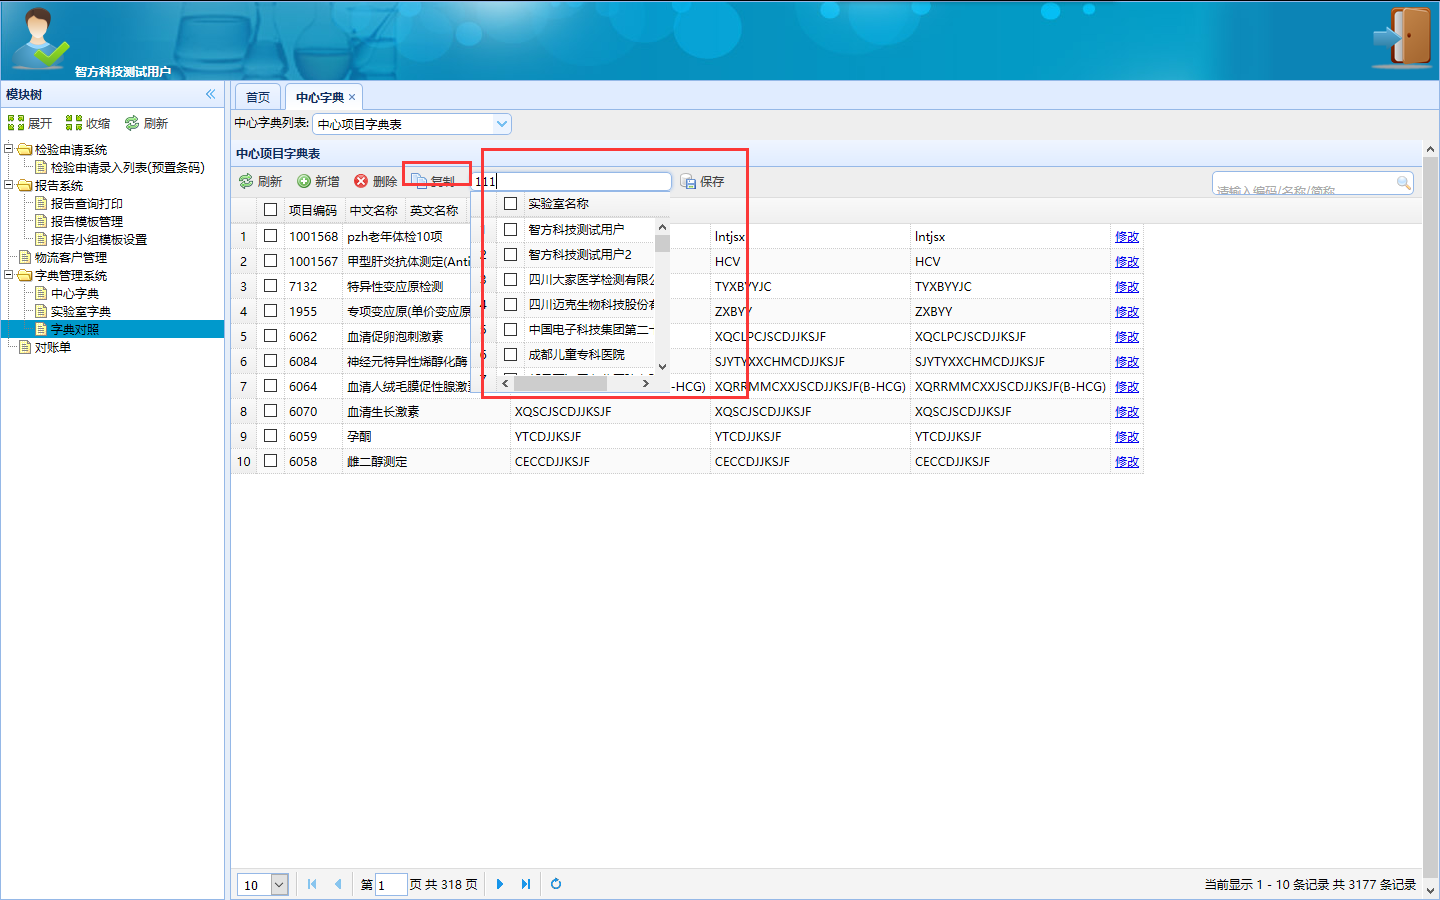 智方科技测试用户
模块树
展开 收缩 刷新
检验申请系统
检验申请录入列表(预置条码)
报告系统
报告查询打印
报告模板管理
报告小组模板设置
物流客户管理
字典管理系统
中心字典
实验室字典
字典对照
对账单
首页 中心字典
中心字典列表: 中心项目字典表
中心项目字典表
刷新 新增 删除 复制 111 保存 请输入编码/名称/简称
项目编码 中文名称 英文名称
实验室名称
智方科技测试用户
智方科技测试用户2
四川大家医学检测有限公
四川迈克生物科技股份有
中国电子科技集团第二十
成都儿童专科医院
1 1001568 pzh老年体检10项 lntjsx lntjsx 修改
2 1001567 甲型肝炎抗体测定(Anti HCV HCV 修改
3 7132 特异性变应原检测 TYXBYYJC TYXBYYJC 修改
4 1955 专项变应原(单价变应原 ZXBYY ZXBYY 修改
5 6062 血清促卵泡刺激素 XQCLPCJSCDJJKSJF XQCLPCJSCDJJKSJF 修改
6 6084 神经元特异性烯醇化酶 SJYTYXXCHMCDJJKSJF SJYTYXXCHMCDJJKSJF 修改
7 6064 血清人绒毛膜促性腺激素 -HCG) XQRRMMCXXJSCDJJKSJF(B-HCG) XQRRMMCXXJSCDJJKSJF(B-HCG) 修改
8 6070 血清生长激素 XQSCJSCDJJKSJF XQSCJSCDJJKSJF XQSCJSCDJJKSJF 修改
9 6059 孕酮 YTCDJJKSJF YTCDJJKSJF YTCDJJKSJF 修改
10 6058 雌二醇测定 CECCDJJKSJF CECCDJJKSJF CECCDJJKSJF 修改
10 第 1 页 共 318 页 当前显示 1 - 10 条记录 共 3177 条记录